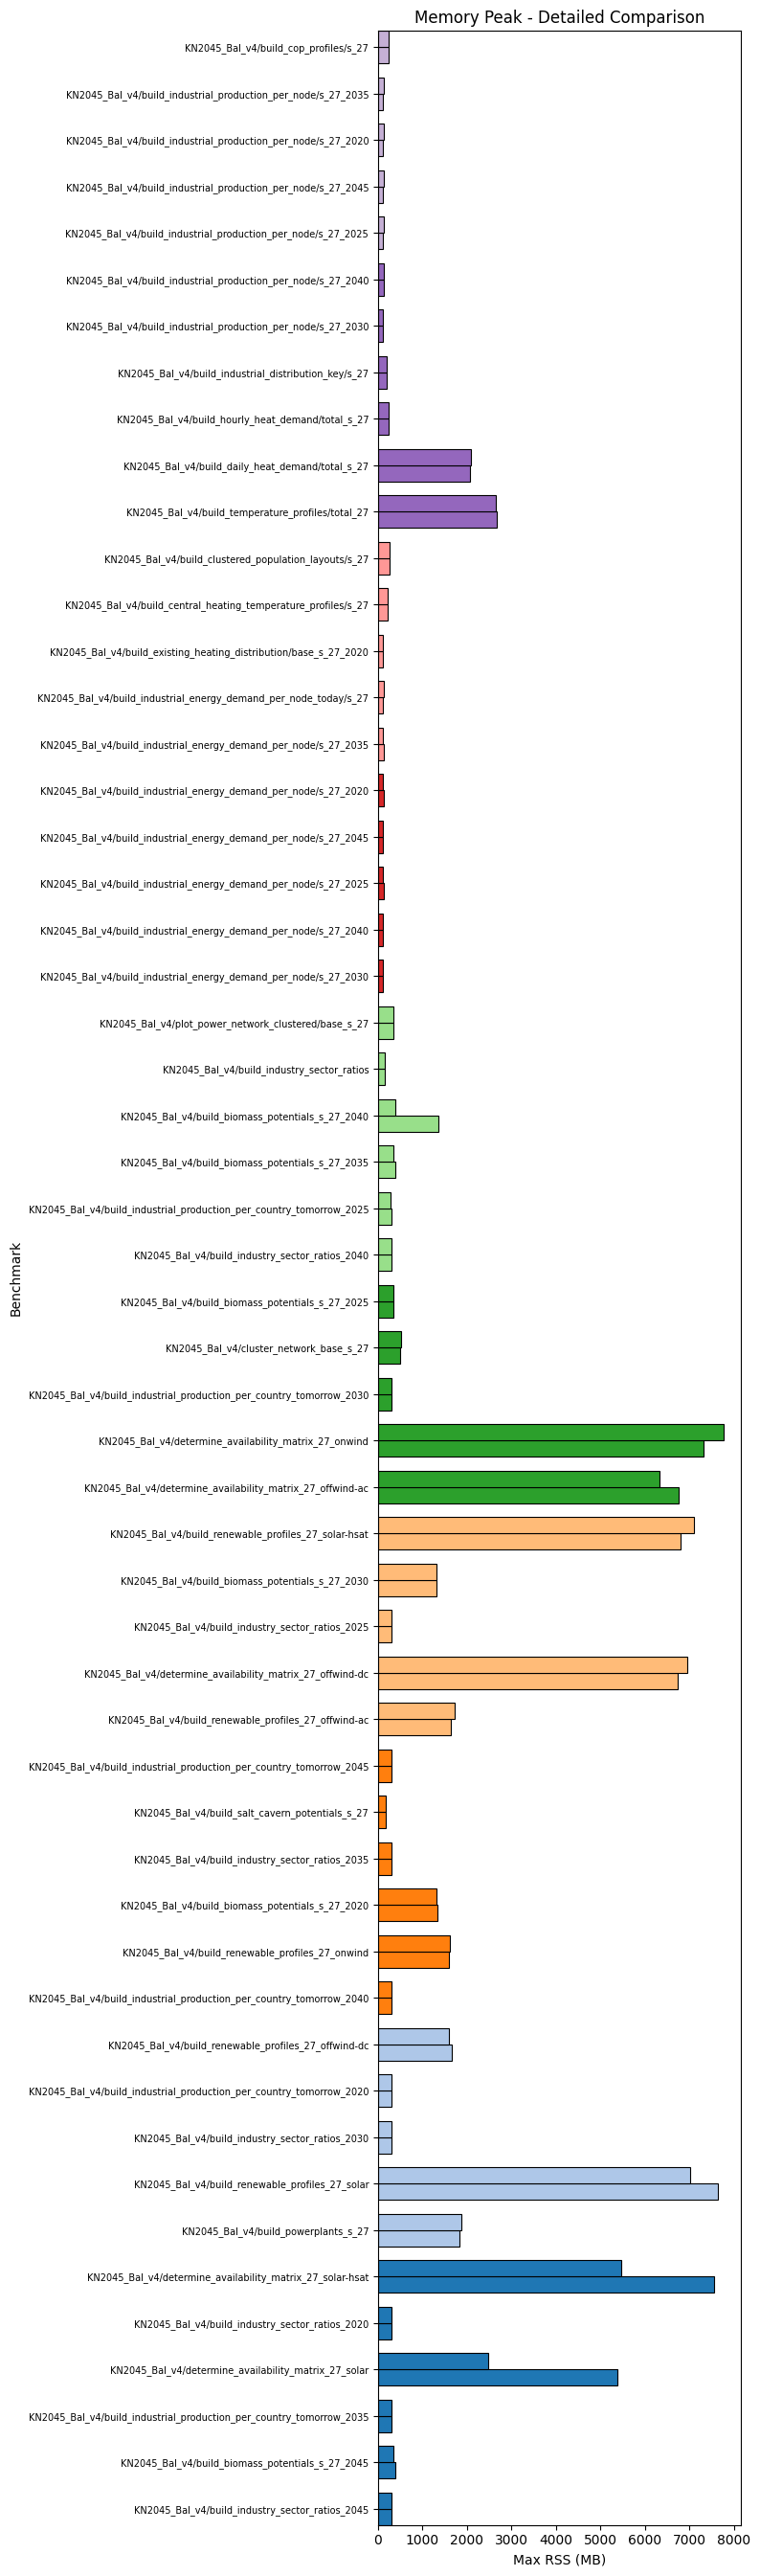 Memory Peak - Detailed Comparison
KN2045_Bal_v4/build_cop_profiles/s_27
KN2045_Bal_v4/build_industrial_production_per_node/s_27_2035
KN2045_Bal_v4/build_industrial_production_per_node/s_27_2020
KN2045_Bal_v4/build_industrial_production_per_node/s_27_2045
KN2045_Bal_v4/build_industrial_production_per_node/s_27_2025
KN2045_Bal_v4/build_industrial_production_per_node/s_27_2040
KN2045_Bal_v4/build_industrial_production_per_node/s_27_2030
KN2045_Bal_v4/build_industrial_distribution_key/s_27
KN2045_Bal_v4/build_hourly_heat_demand/total_s_27
KN2045_Bal_v4/build_daily_heat_demand/total_s_27
KN2045_Bal_v4/build_temperature_profiles/total_27
KN2045_Bal_v4/build_clustered_population_layouts/s_27
KN2045_Bal_v4/build_central_heating_temperature_profiles/s_27
KN2045_Bal_v4/build_existing_heating_distribution/base_s_27_2020
KN2045_Bal_v4/build_industrial_energy_demand_per_node_today/s_27
KN2045_Bal_v4/build_industrial_energy_demand_per_node/s_27_2035
KN2045_Bal_v4/build_industrial_energy_demand_per_node/s_27_2020
KN2045_Bal_v4/build_industrial_energy_demand_per_node/s_27_2045
KN2045_Bal_v4/build_industrial_energy_demand_per_node/s_27_2025
KN2045_Bal_v4/build_industrial_energy_demand_per_node/s_27_2040
KN2045_Bal_v4/build_industrial_energy_demand_per_node/s_27_2030
KN2045_Bal_v4/plot_power_network_clustered/base_s_27
KN2045_Bal_v4/build_industry_sector_ratios
KN2045_Bal_v4/build_biomass_potentials_s_27_2040
KN2045_Bal_v4/build_biomass_potentials_s_27_2035
KN2045_Bal_v4/build_industrial_production_per_country_tomorrow_2025
KN2045_Bal_v4/build_industry_sector_ratios_2040
KN2045_Bal_v4/build_biomass_potentials_s_27_2025
KN2045_Bal_v4/cluster_network_base_s_27
KN2045_Bal_v4/build_industrial_production_per_country_tomorrow_2030
KN2045_Bal_v4/determine_availability_matrix_27_onwind
KN2045_Bal_v4/determine_availability_matrix_27_offwind-ac
KN2045_Bal_v4/build_renewable_profiles_27_solar-hsat
KN2045_Bal_v4/build_biomass_potentials_s_27_2030
KN2045_Bal_v4/build_industry_sector_ratios_2025
KN2045_Bal_v4/determine_availability_matrix_27_offwind-dc
KN2045_Bal_v4/build_renewable_profiles_27_offwind-ac
KN2045_Bal_v4/build_industrial_production_per_country_tomorrow_2045
KN2045_Bal_v4/build_salt_cavern_potentials_s_27
KN2045_Bal_v4/build_industry_sector_ratios_2035
KN2045_Bal_v4/build_biomass_potentials_s_27_2020
KN2045_Bal_v4/build_renewable_profiles_27_onwind
KN2045_Bal_v4/build_industrial_production_per_country_tomorrow_2040
KN2045_Bal_v4/build_renewable_profiles_27_offwind-dc
KN2045_Bal_v4/build_industrial_production_per_country_tomorrow_2020
KN2045_Bal_v4/build_industry_sector_ratios_2030
KN2045_Bal_v4/build_renewable_profiles_27_solar
KN2045_Bal_v4/build_powerplants_s_27
KN2045_Bal_v4/determine_availability_matrix_27_solar-hsat
KN2045_Bal_v4/build_industry_sector_ratios_2020
KN2045_Bal_v4/determine_availability_matrix_27_solar
KN2045_Bal_v4/build_industrial_production_per_country_tomorrow_2035
KN2045_Bal_v4/build_biomass_potentials_s_27_2045
KN2045_Bal_v4/build_industry_sector_ratios_2045
Benchmark
0 1000 2000 3000 4000 5000 6000 7000 8000
Max RSS (MB)